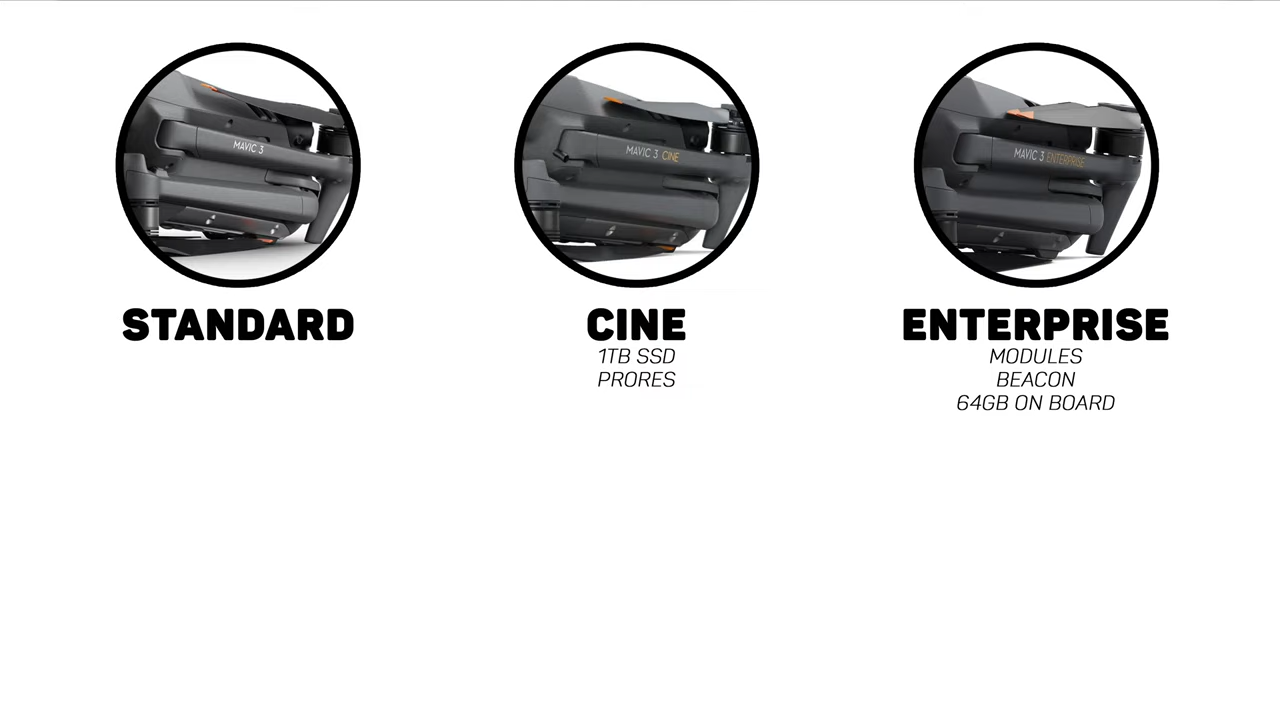 MAVIC 3
MAVIC 3 CINE
MAVIC 3 ENTERPRISE
STANDARD
CINE
1TB SSD
PRORES
ENTERPRISE
MODULES
BEACON
64GB ON BOARD